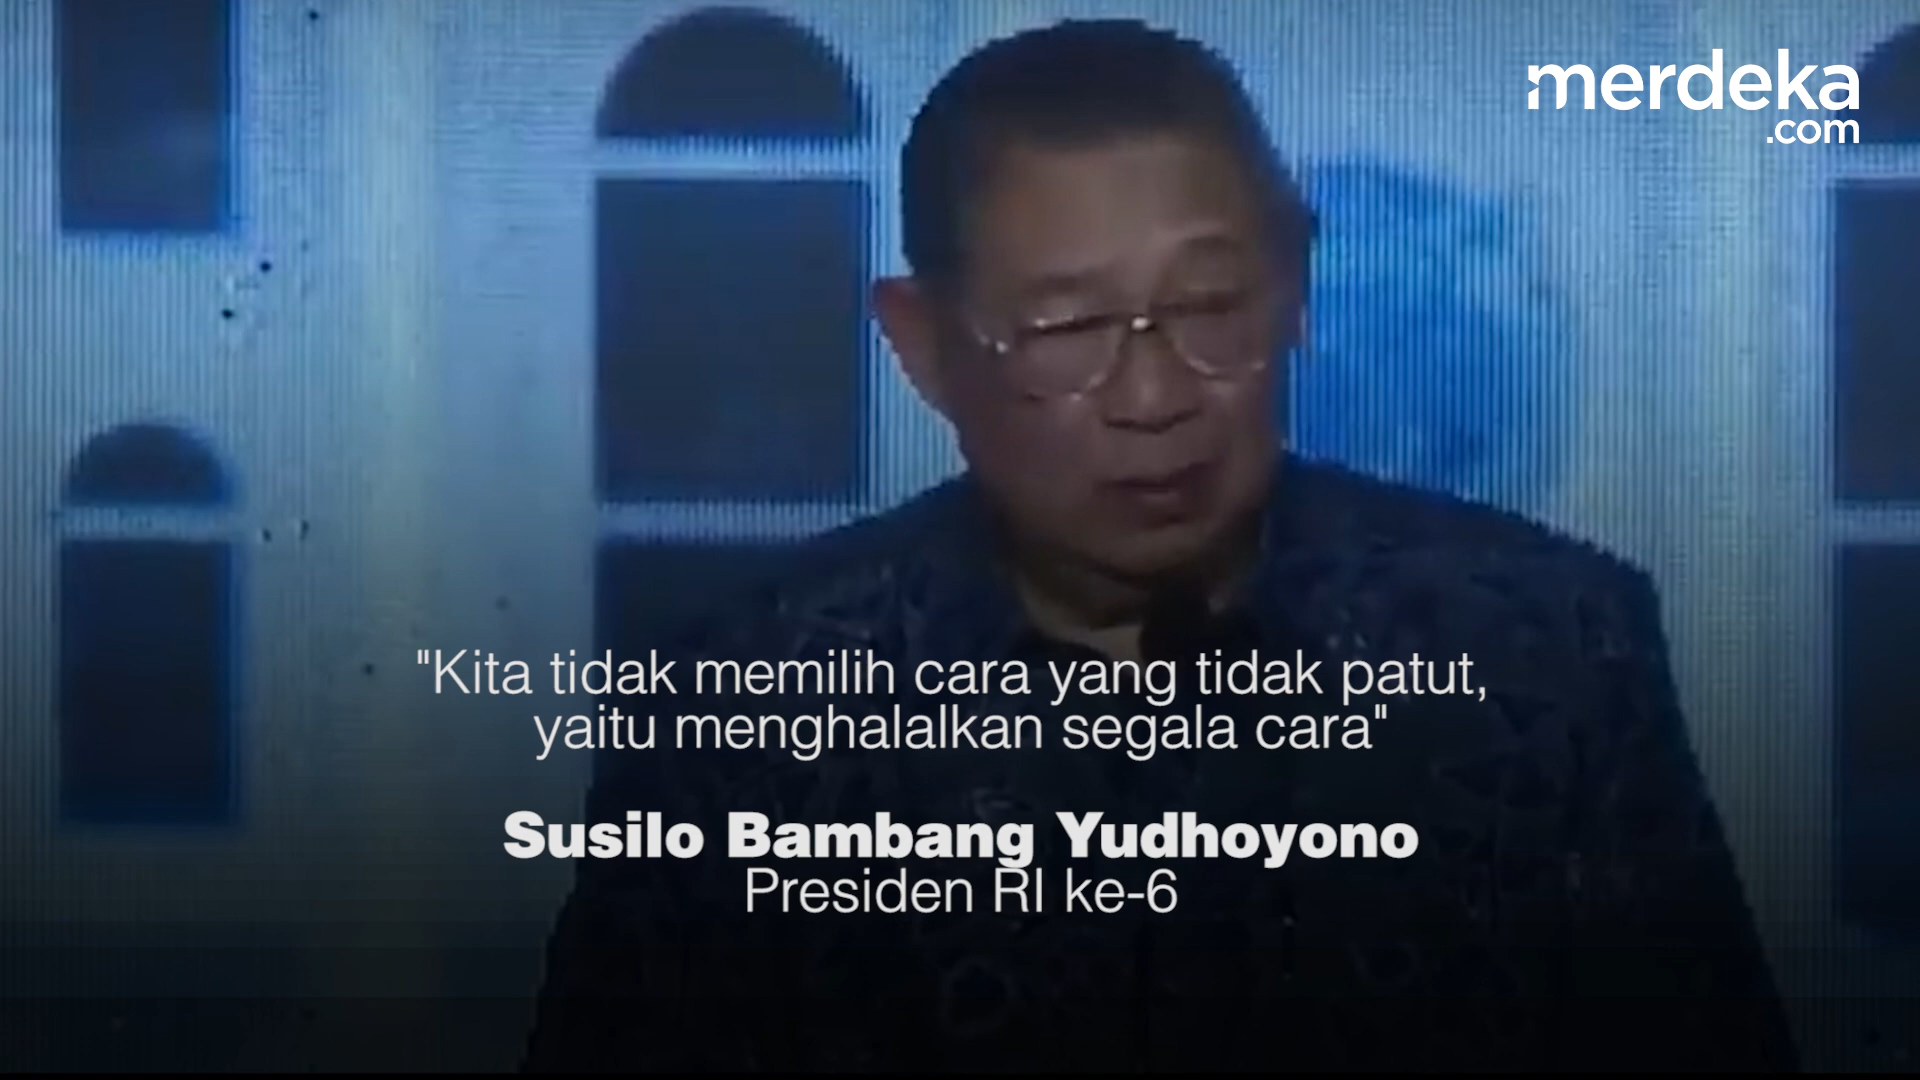 merdeka
.com
"Kita tidak memilih cara yang tidak patut,
yaitu menghalalkan segala cara"
Susilo Bambang Yudhoyono
Presiden RI ke-6